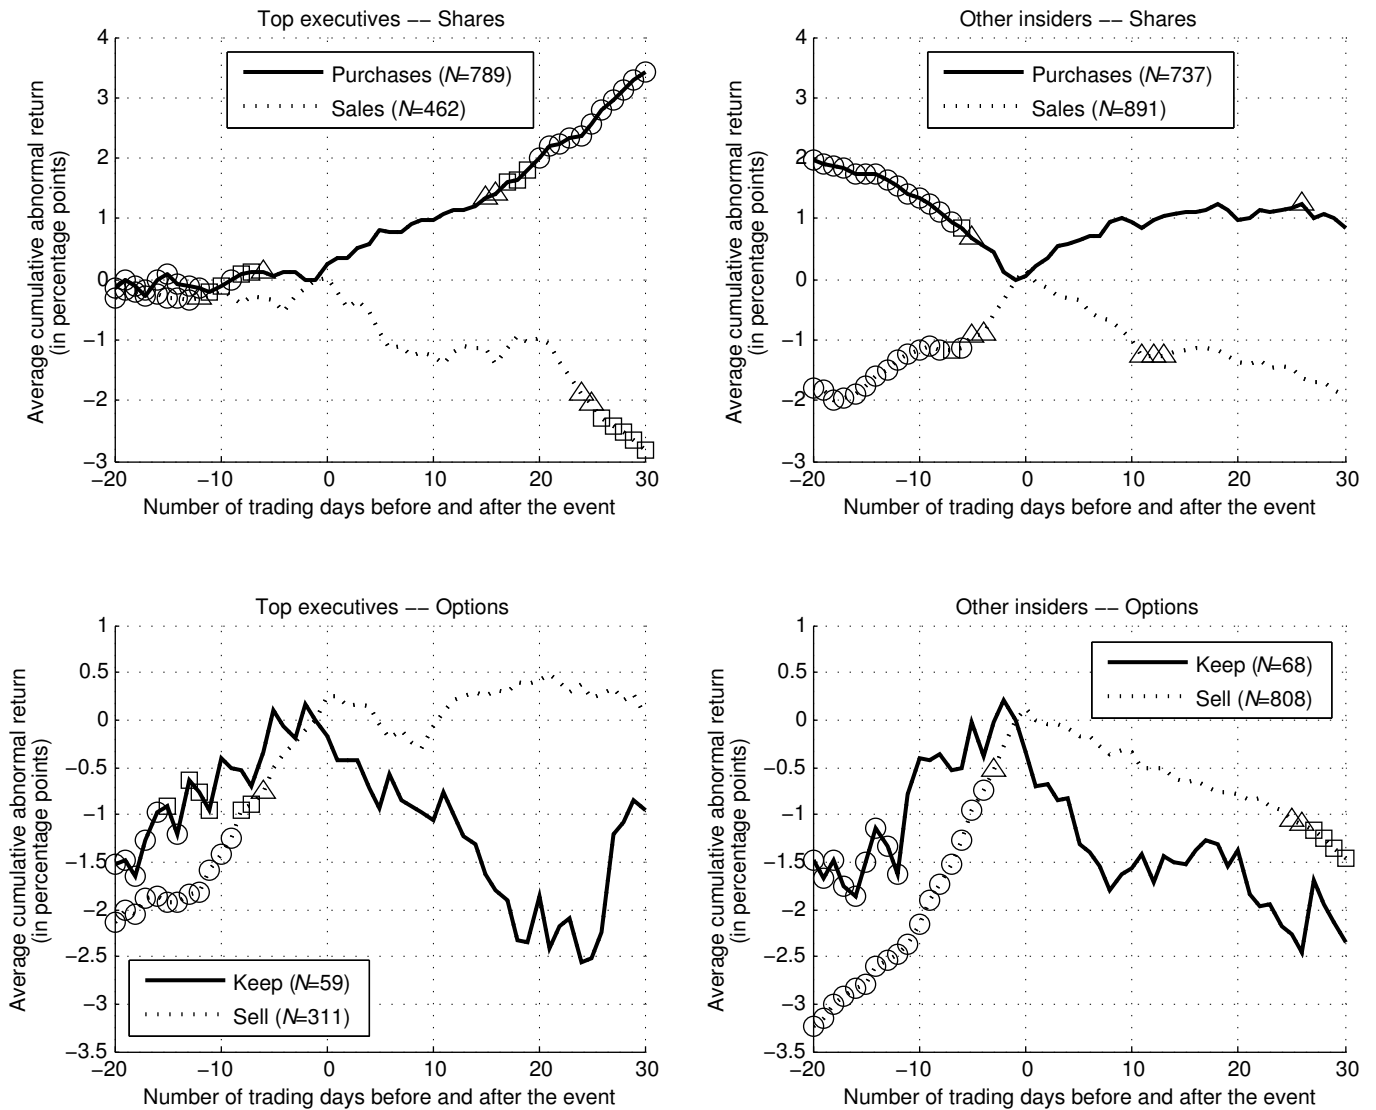 Top executives −− Shares
4
3
2
1
0
−1
−2
−3
Average cumulative abnormal return
(in percentage points)
Purchases (N=789)
Sales (N=462)
−20 −10 0 10 20 30
Number of trading days before and after the event
Other insiders −− Shares
4
3
2
1
0
−1
−2
−3
Average cumulative abnormal return
(in percentage points)
Purchases (N=737)
Sales (N=891)
−20 −10 0 10 20 30
Number of trading days before and after the event
Top executives −− Options
1
0.5
0
−0.5
−1
−1.5
−2
−2.5
−3
−3.5
Average cumulative abnormal return
(in percentage points)
Keep (N=59)
Sell (N=311)
−20 −10 0 10 20 30
Number of trading days before and after the event
Other insiders −− Options
1
0.5
0
−0.5
−1
−1.5
−2
−2.5
−3
−3.5
Average cumulative abnormal return
(in percentage points)
Keep (N=68)
Sell (N=808)
−20 −10 0 10 20 30
Number of trading days before and after the event